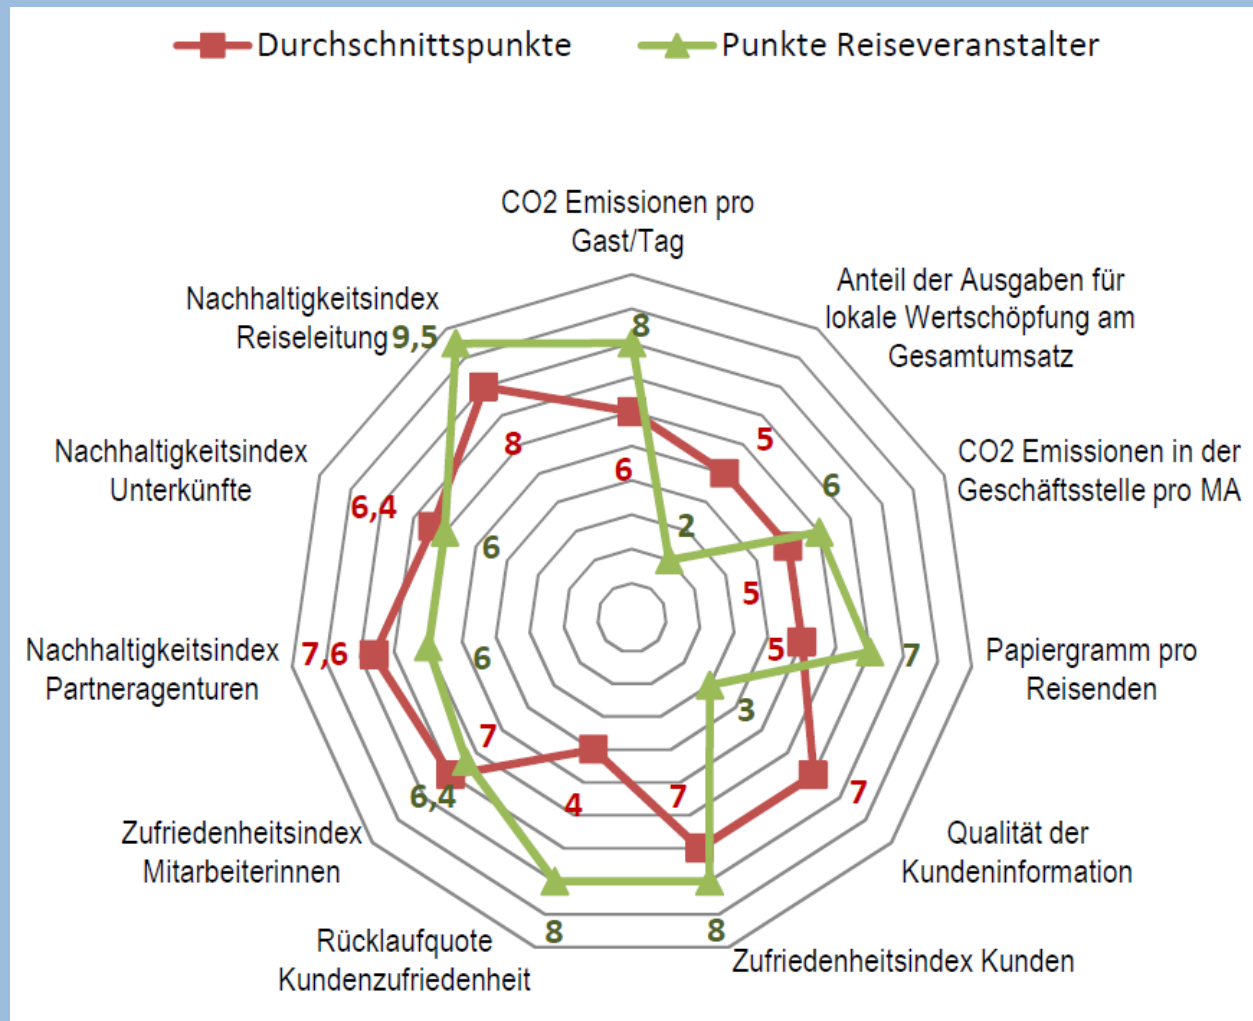 Durchschnittspunkte
Punkte Reiseveranstalter
CO2 Emissionen pro
Gast/Tag
Anteil der Ausgaben für
lokale Wertschöpfung am
Gesamtumsatz
CO2 Emissionen in der
Geschäftsstelle pro MA
Papiergramm pro
Reisenden
Qualität der
Kundeninformation
Zufriedenheitsindex Kunden
Rücklaufquote
Kundenzufriedenheit
Zufriedenheitsindex
Mitarbeiterinnen
Nachhaltigkeitsindex
Partneragenturen
Nachhaltigkeitsindex
Unterkünfte
Nachhaltigkeitsindex
Reiseleitung
9,5
8
8
5
6
6
6,4
6
2
5
7,6
6
5
7
3
7
7
6,4
4
7
8
8